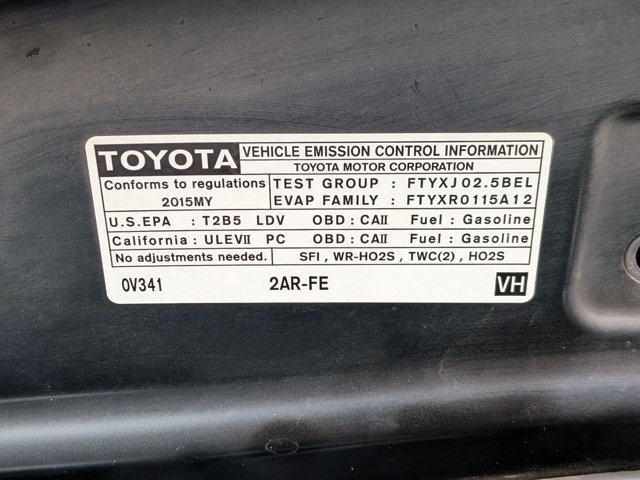 TOYOTA VEHICLE EMISSION CONTROL INFORMATION
TOYOTA MOTOR CORPORATION
Conforms to regulations TEST GROUP : FTYXJ02.5BEL
2015MY EVAP FAMILY : FTYXR0115A12
U.S.EPA : T2B5 LDV OBD : CAII Fuel : Gasoline
California : ULEVII PC OBD : CAII Fuel : Gasoline
No adjustments needed. SFI , WR-HO2S , TWC(2) , HO2S
0V341 2AR-FE VH